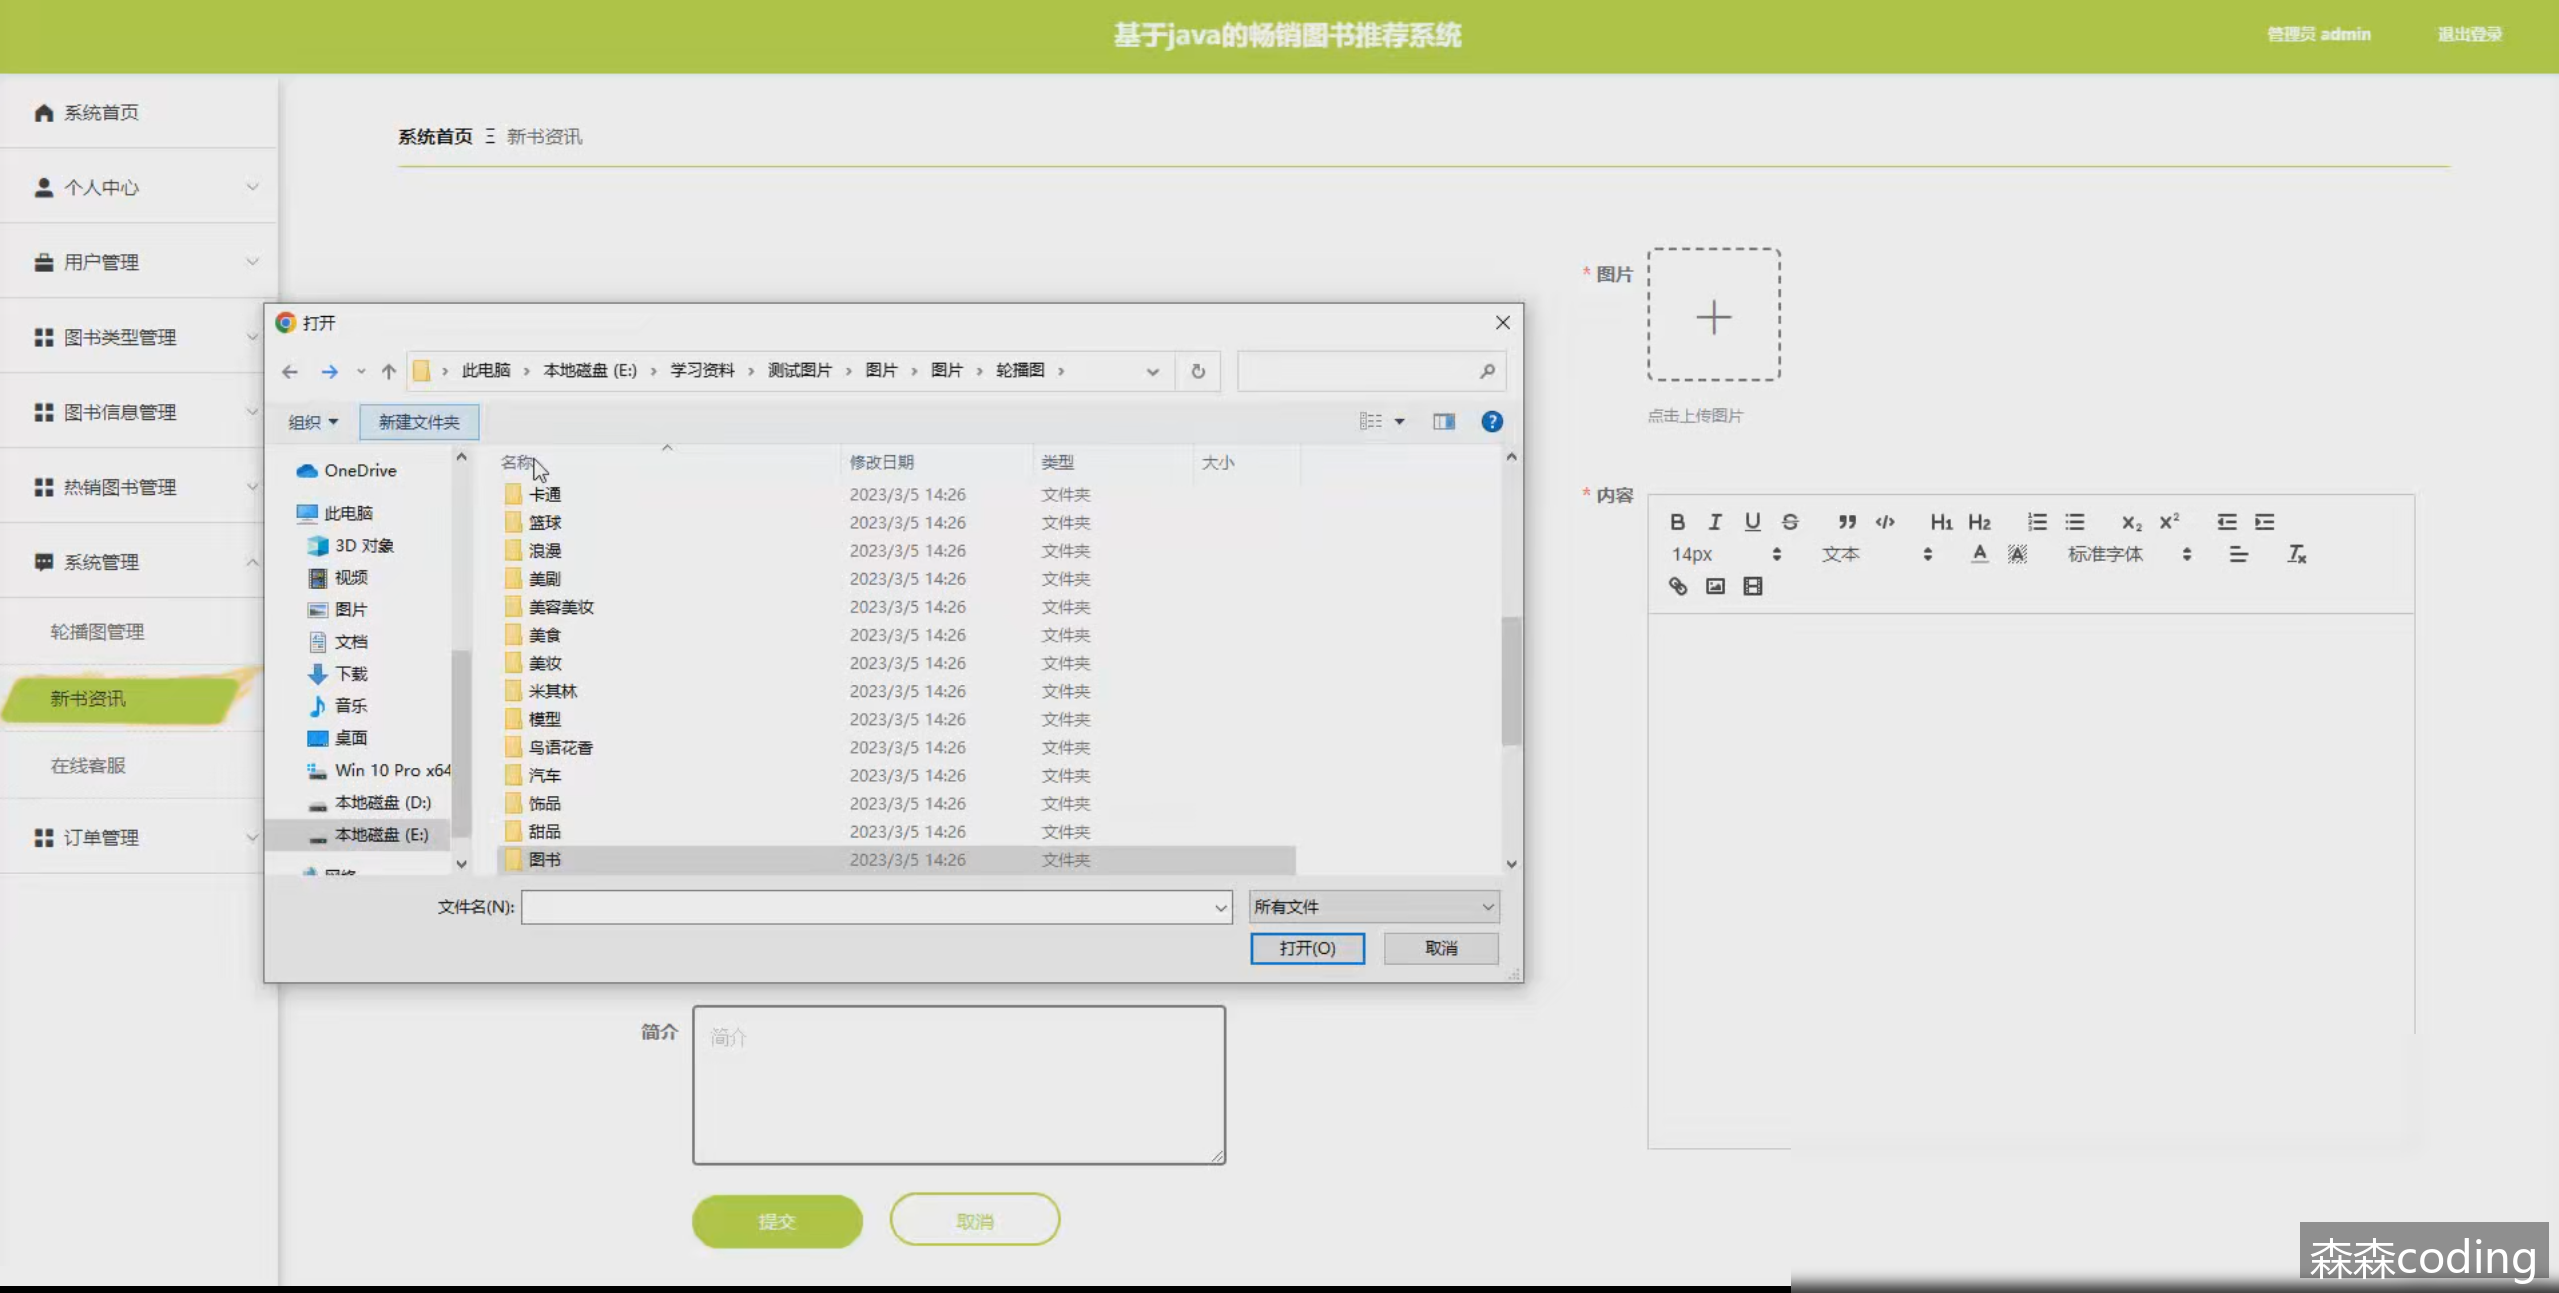 基于java的畅销图书推荐系统
管理员 admin
退出登录
系统首页
个人中心
用户管理
图书类型管理
图书信息管理
热销图书管理
系统管理
轮播图管理
新书资讯
在线客服
订单管理
系统首页 Ξ 新书资讯
* 图片
点击上传图片
* 内容
B I U S H1 H2 X2 X2
14px 文本 A A 标准字体
打开
此电脑 › 本地磁盘 (E:) › 学习资料 › 测试图片 › 图片 › 图片 › 轮播图 ›
组织 新建文件夹
OneDrive
此电脑
3D 对象
视频
图片
文档
下载
音乐
桌面
Win 10 Pro x64
本地磁盘 (D:)
本地磁盘 (E:)
名称 修改日期 类型 大小
卡通 2023/3/5 14:26 文件夹
篮球 2023/3/5 14:26 文件夹
浪漫 2023/3/5 14:26 文件夹
美剧 2023/3/5 14:26 文件夹
美容美妆 2023/3/5 14:26 文件夹
美食 2023/3/5 14:26 文件夹
美妆 2023/3/5 14:26 文件夹
米其林 2023/3/5 14:26 文件夹
模型 2023/3/5 14:26 文件夹
鸟语花香 2023/3/5 14:26 文件夹
汽车 2023/3/5 14:26 文件夹
饰品 2023/3/5 14:26 文件夹
甜品 2023/3/5 14:26 文件夹
图书 2023/3/5 14:26 文件夹
文件名(N):
所有文件
打开(O)
取消
简介
简介
提交
取消
森森coding